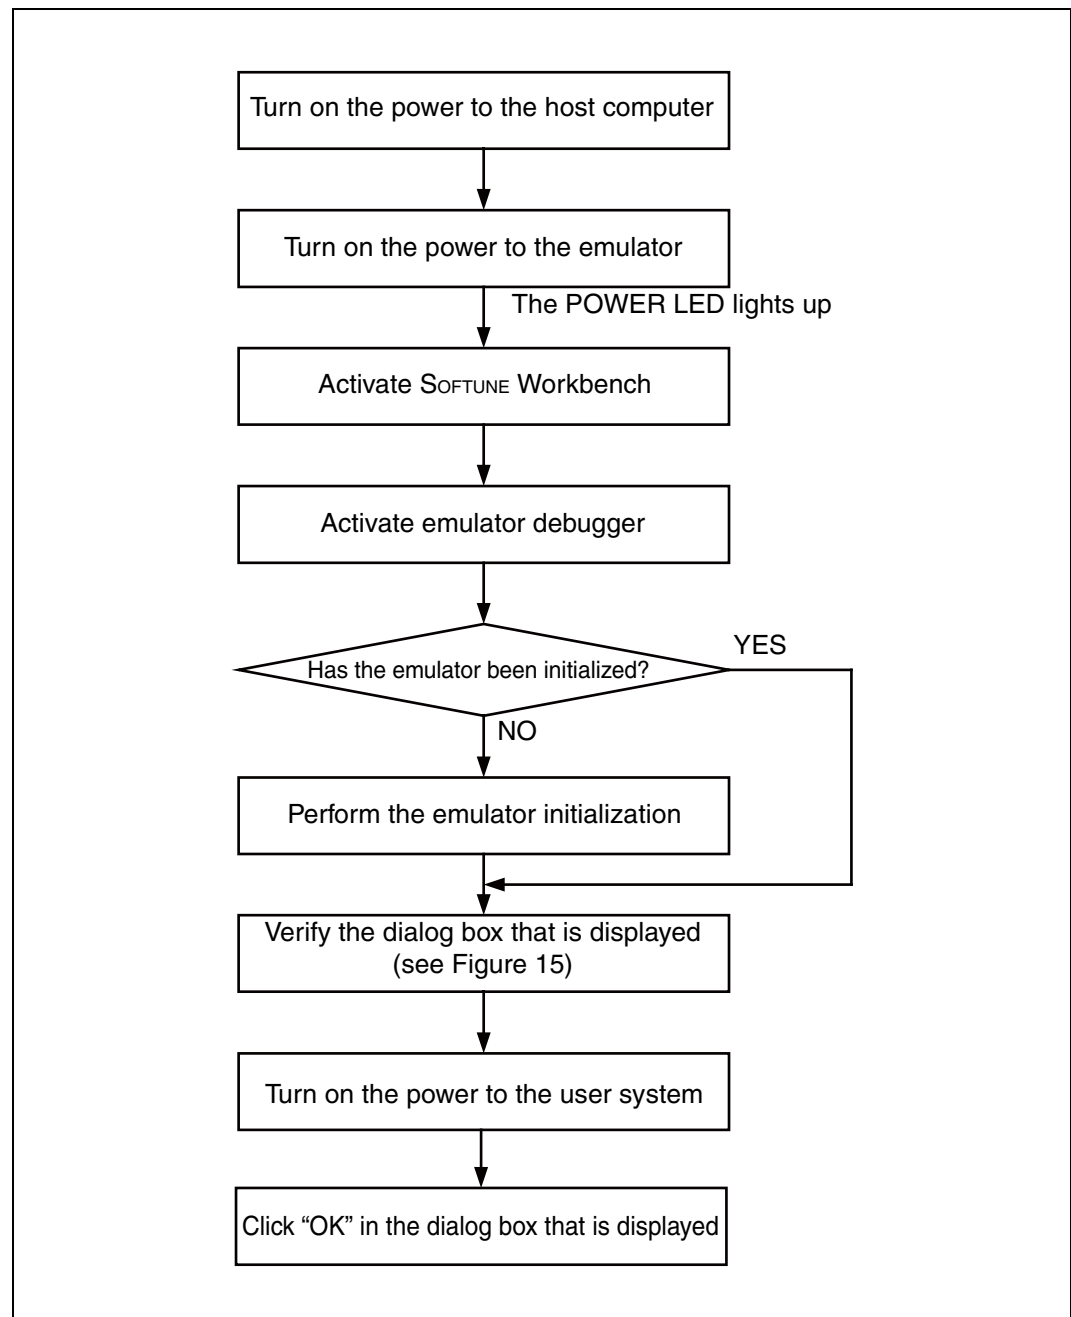 Turn on the power to the host computer
Turn on the power to the emulator
The POWER LED lights up
Activate SOFTUNE Workbench
Activate emulator debugger
YES
Has the emulator been initialized?
NO
Perform the emulator initialization
Verify the dialog box that is displayed
(see Figure 15)
Turn on the power to the user system
Click “OK” in the dialog box that is displayed